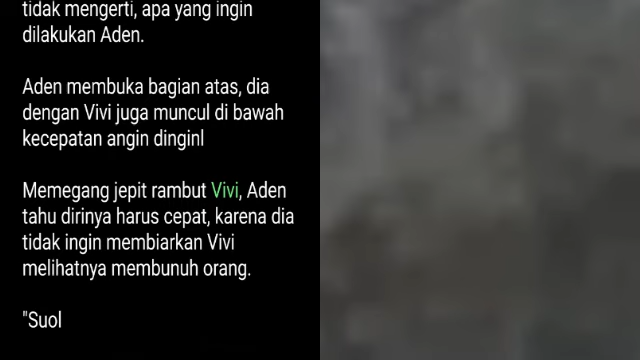 tidak mengerti, apa yang ingin
dilakukan Aden.
Aden membuka bagian atas, dia
dengan Vivi juga muncul di bawah
kecepatan angin dinginl
Memegang jepit rambut Vivi, Aden
tahu dirinya harus cepat, karena dia
tidak ingin membiarkan Vivi
melihatnya membunuh orang.
"Suol